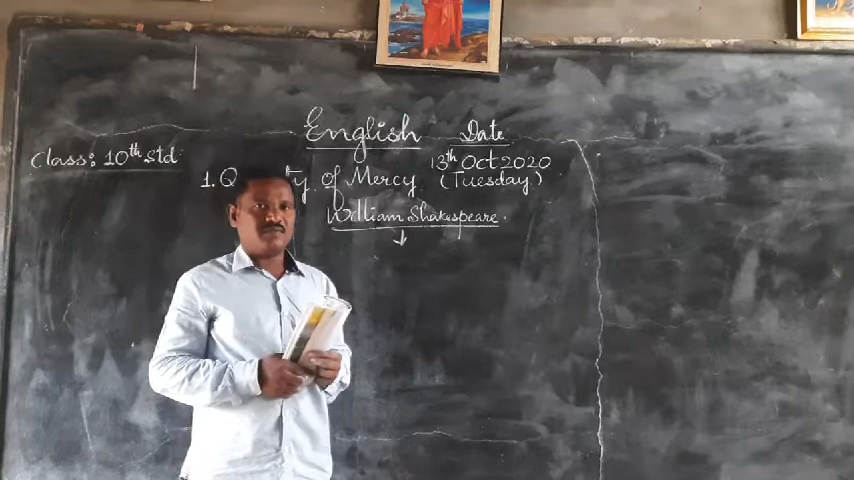 English
Date
Class: 10th Std
13th Oct 2020
1. Q ty of Mercy
(Tuesday)
William Shakespeare.